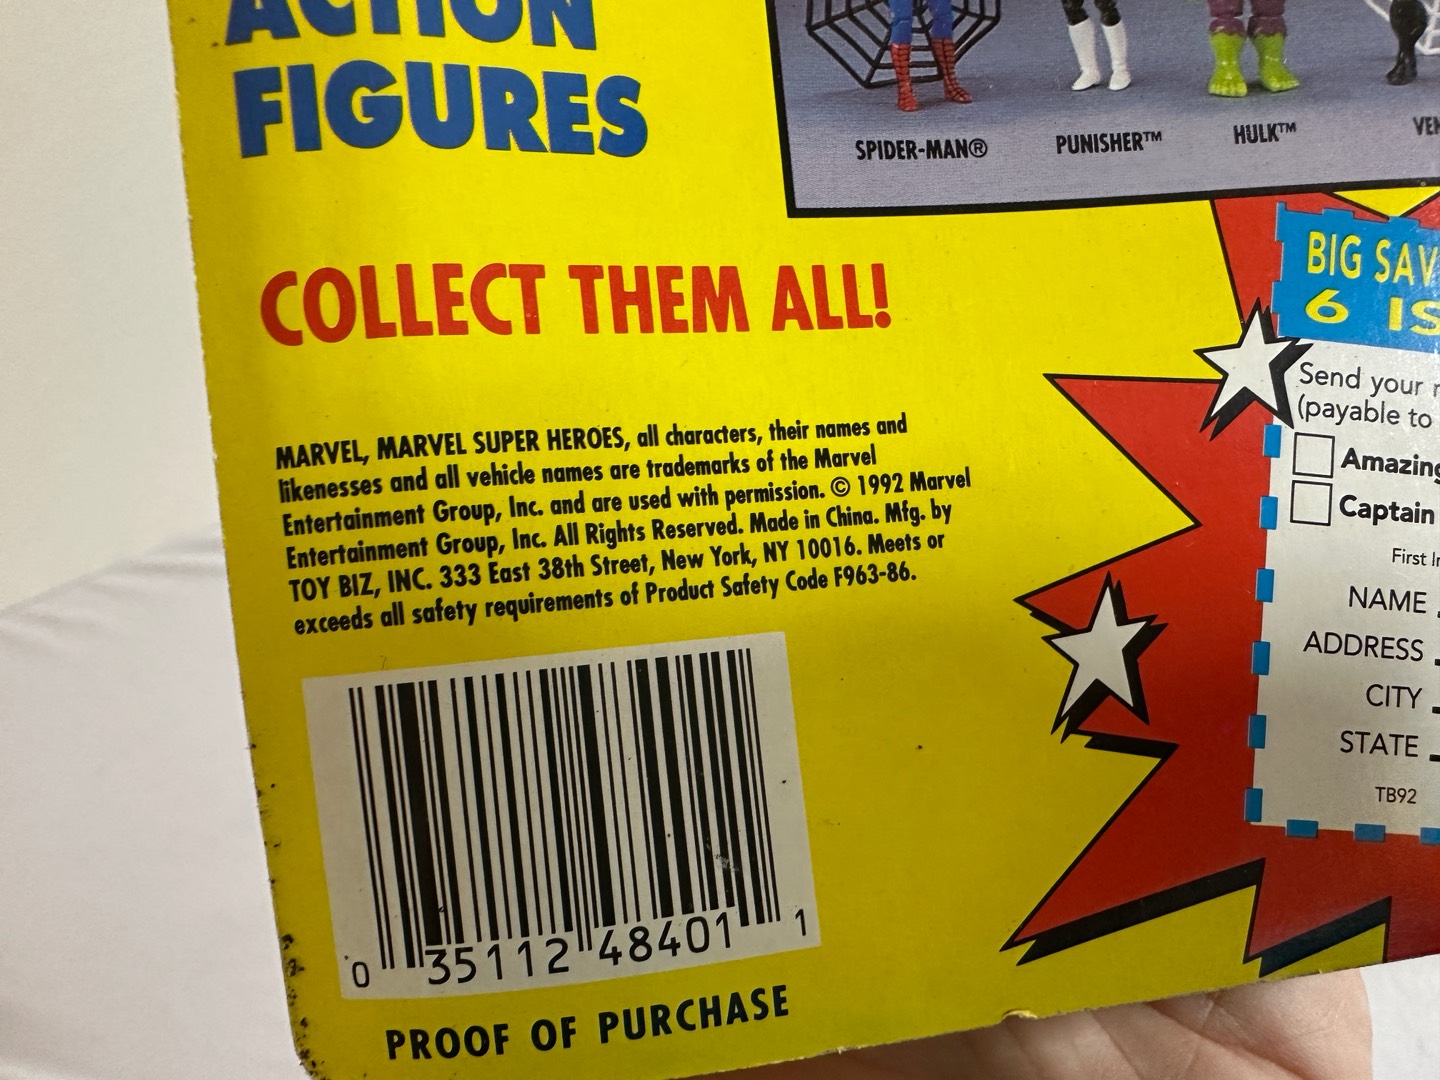 ACTION
FIGURES
SPIDER-MAN®
PUNISHER™
HULK™
COLLECT THEM ALL!
MARVEL, MARVEL SUPER HEROES, all characters, their names and
likenesses and all vehicle names are trademarks of the Marvel
Entertainment Group, Inc. and are used with permission. © 1992 Marvel
Entertainment Group, Inc. All Rights Reserved. Made in China. Mfg. by
TOY BIZ, INC. 333 East 38th Street, New York, NY 10016. Meets or
exceeds all safety requirements of Product Safety Code F963-86.
0 35112 48401 1
PROOF OF PURCHASE
BIG
6
Send your
(payable to
Amazing
Captain
First
NAME
ADDRESS
CITY
STATE
TB92